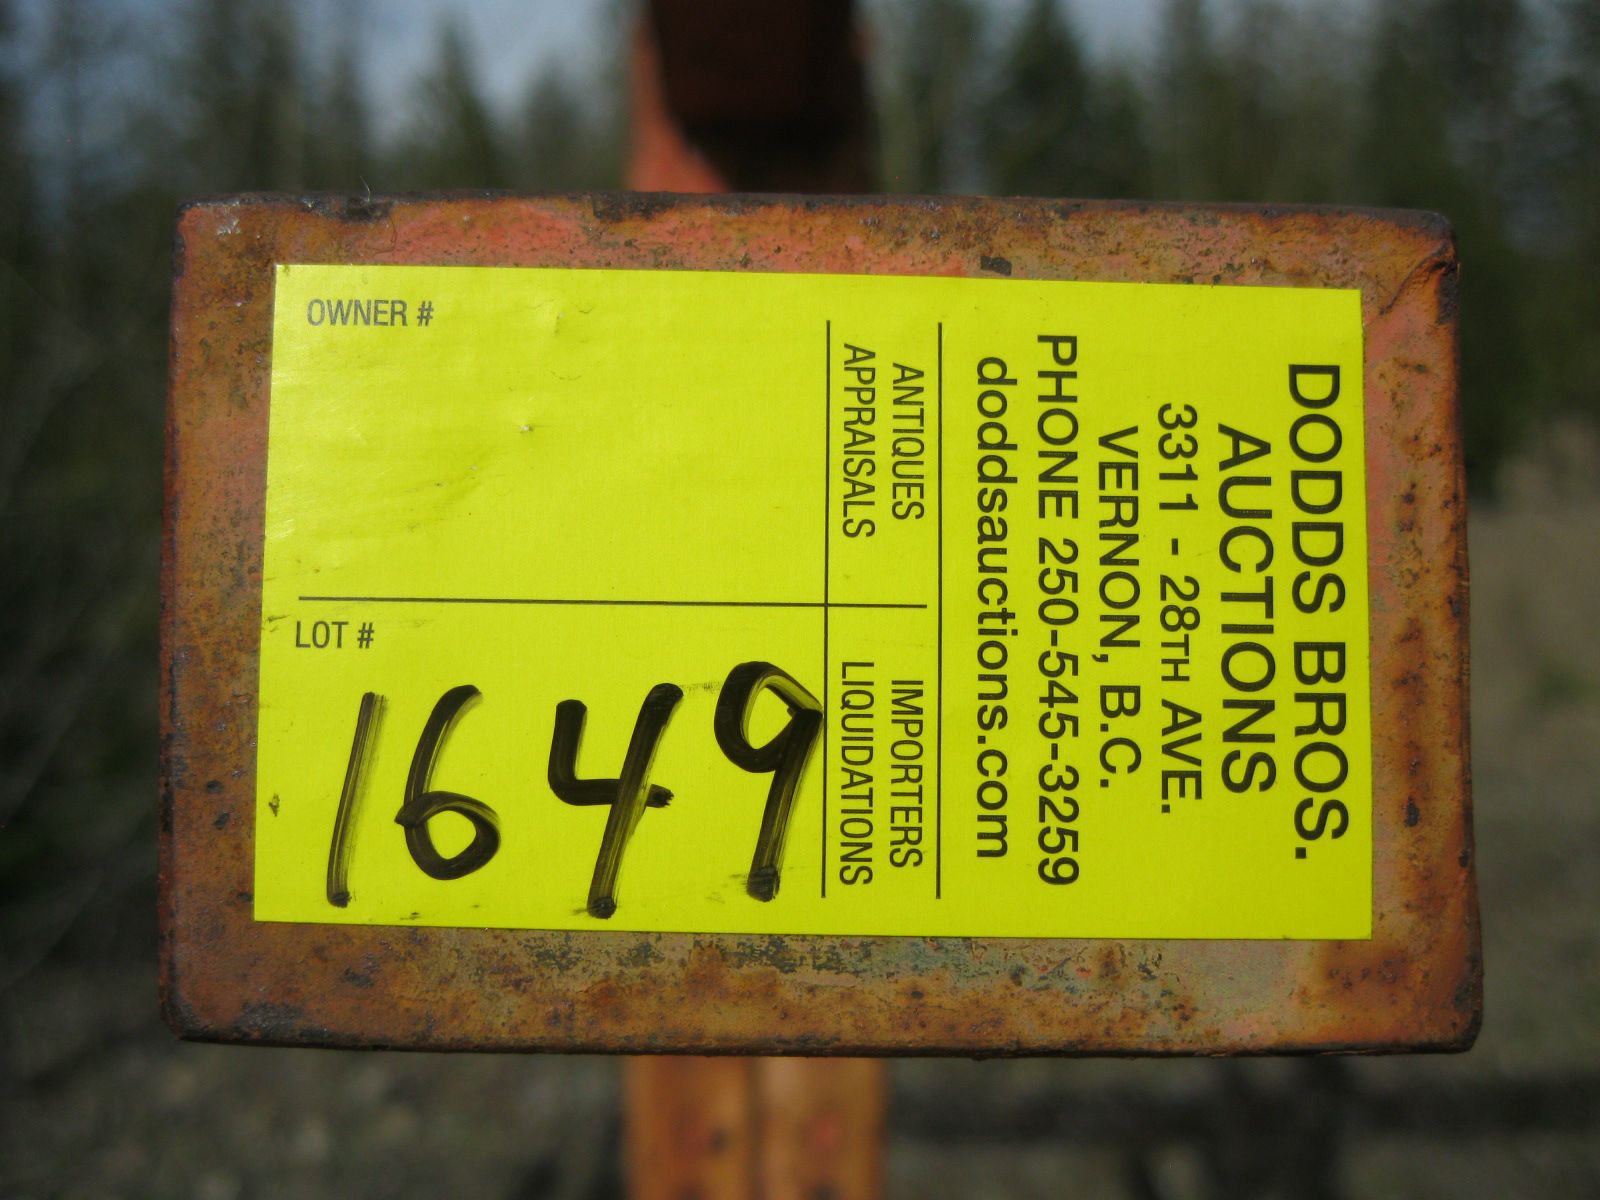 DODDS BROS.
AUCTIONS
3311 - 28TH AVE.
VERNON, B.C.
PHONE 250-545-3259
doddsauctions.com
ANTIQUES
APPRAISALS
IMPORTERS
LIQUIDATIONS
OWNER #
LOT #
1649